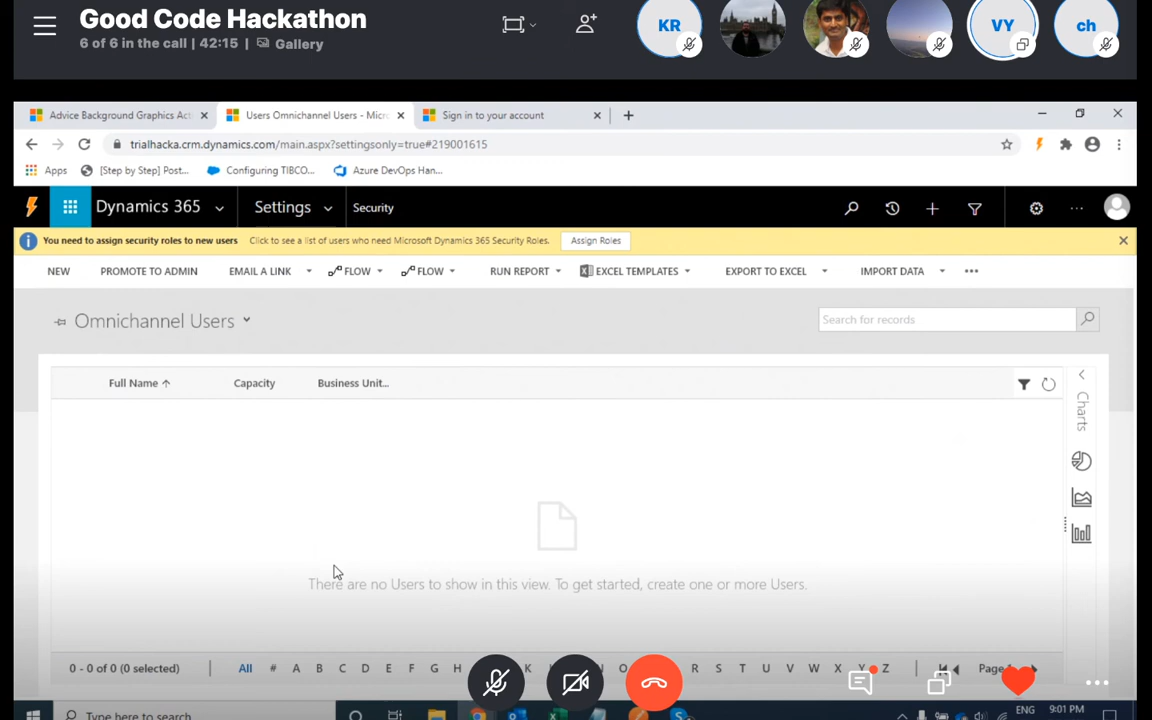 Good Code Hackathon
6 of 6 in the call | 42:15 | Gallery
KR
VY
ch
Advice Background Graphics Acti
Users Omnichannel Users - Micro
Sign in to your account
trialhacka.crm.dynamics.com/main.aspx?settingsonly=true#219001615
Apps
[Step by Step] Post...
Configuring TIBCO...
Azure DevOps Han...
Dynamics 365
Settings
Security
You need to assign security roles to new users
Click to see a list of users who need Microsoft Dynamics 365 Security Roles.
Assign Roles
NEW
PROMOTE TO ADMIN
EMAIL A LINK
FLOW
FLOW
RUN REPORT
EXCEL TEMPLATES
EXPORT TO EXCEL
IMPORT DATA
Omnichannel Users
Search for records
Full Name
Capacity
Business Unit...
Charts
There are no Users to show in this view. To get started, create one or more Users.
0 - 0 of 0 (0 selected)
All # A B C D E F G H K N O R S T U V W X Y Z
Page
Type here to search
ENG
9:01 PM